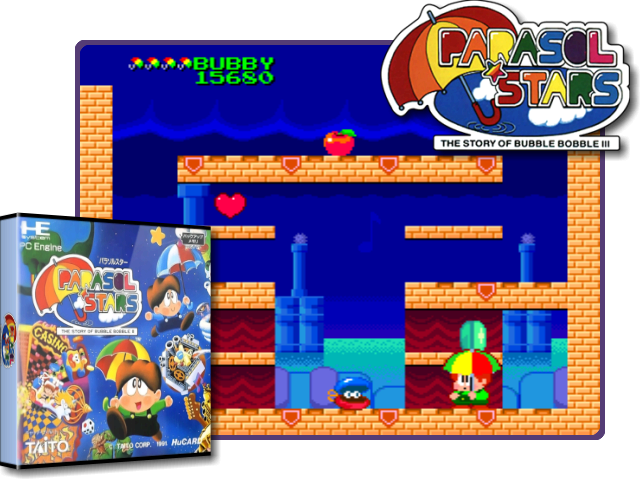 PARASOL
STARS
THE STORY OF BUBBLE BOBBLE III
BUBBY
15680
HE
system
PC Engine
パラソルスター
PARASOL
STARS
THE STORY OF BUBBLE BOBBLE III
CASINO
TAITO
© TAITO CORP. 1991
HuCARD